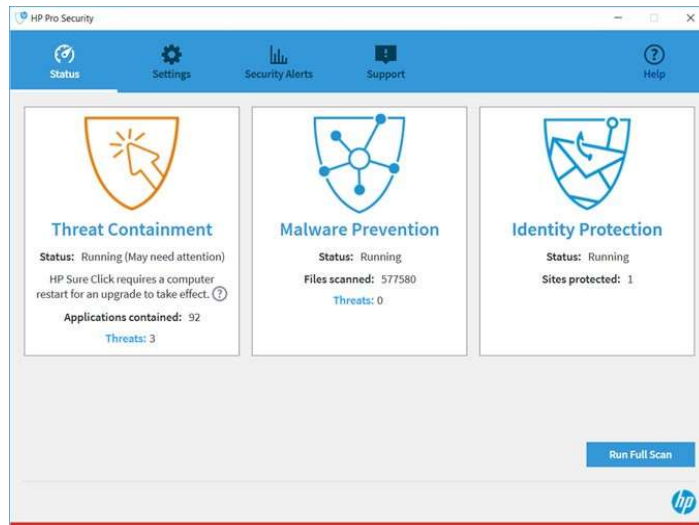 HP Pro Security
Status
Settings
Security Alerts
Support
Help
Threat Containment
Status: Running (May need attention)
HP Sure Click requires a computer
restart for an upgrade to take effect. ?
Applications contained: 92
Threats: 3
Malware Prevention
Status: Running
Files scanned: 577580
Threats: 0
Identity Protection
Status: Running
Sites protected: 1
Run Full Scan
hp